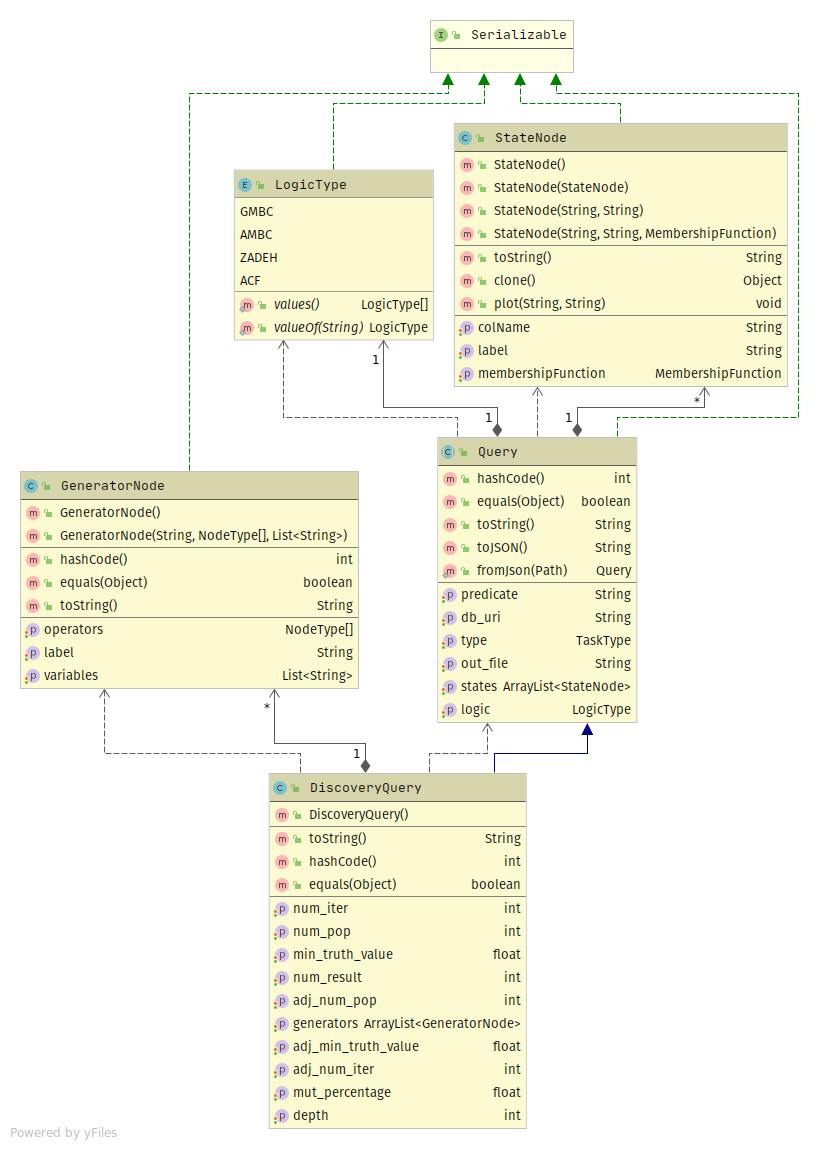 I Serializable
C StateNode
m StateNode()
m StateNode(StateNode)
m StateNode(String, String)
m StateNode(String, String, MembershipFunction)
m toString() String
m clone() Object
m plot(String, String) void
p colName String
p label String
p membershipFunction MembershipFunction
E LogicType
GMBC
AMBC
ZADEH
ACF
m values() LogicType[]
m valueOf(String) LogicType
1
*
1
1
C Query
m hashCode() int
m equals(Object) boolean
m toString() String
m toJSON() String
m fromJson(Path) Query
p predicate String
p db_uri String
p type TaskType
p out_file String
p states ArrayList<StateNode>
p logic LogicType
C GeneratorNode
m GeneratorNode()
m GeneratorNode(String, NodeType[], List<String>)
m hashCode() int
m equals(Object) boolean
m toString() String
p operators NodeType[]
p label String
p variables List<String>
*
1
C DiscoveryQuery
m DiscoveryQuery()
m toString() String
m hashCode() int
m equals(Object) boolean
p num_iter int
p num_pop int
p min_truth_value float
p num_result int
p adj_num_pop int
p generators ArrayList<GeneratorNode>
p adj_min_truth_value float
p adj_num_iter int
p mut_percentage float
p depth int
Powered by yFiles